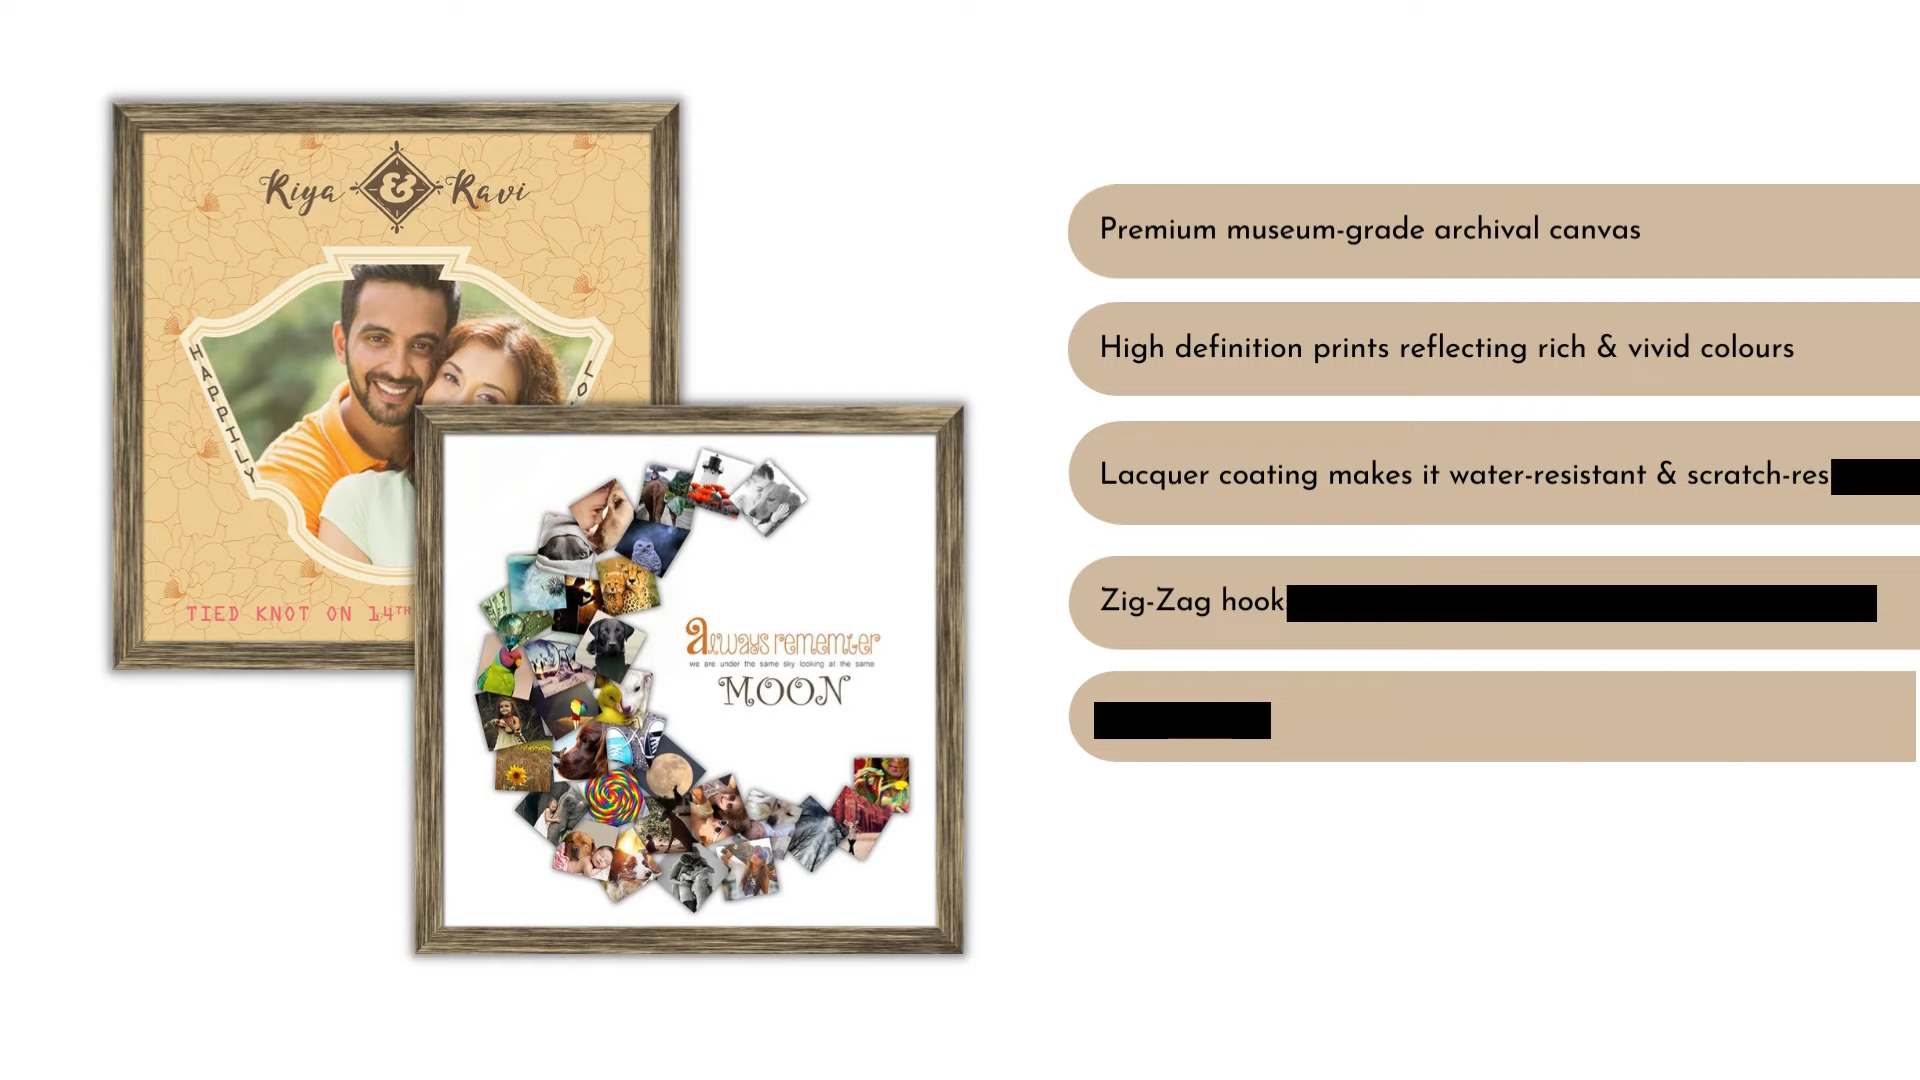 Riya & Ravi
HAPPILY
LO
TIED KNOT ON 14TH
always rememter
we are under the same sky looking at the same
MOON
Premium museum-grade archival canvas
High definition prints reflecting rich & vivid colours
Lacquer coating makes it water-resistant & scratch-res
Zig-Zag hook